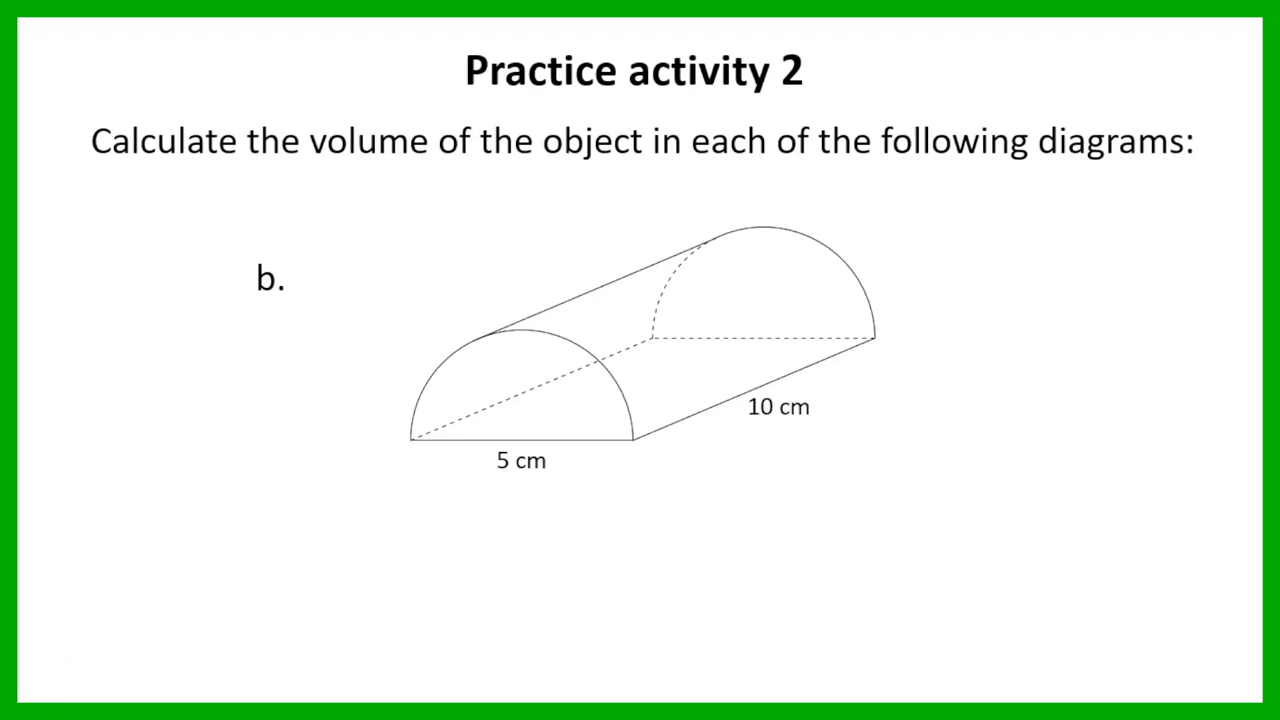 Practice activity 2
Calculate the volume of the object in each of the following diagrams:
b.
10 cm
5 cm